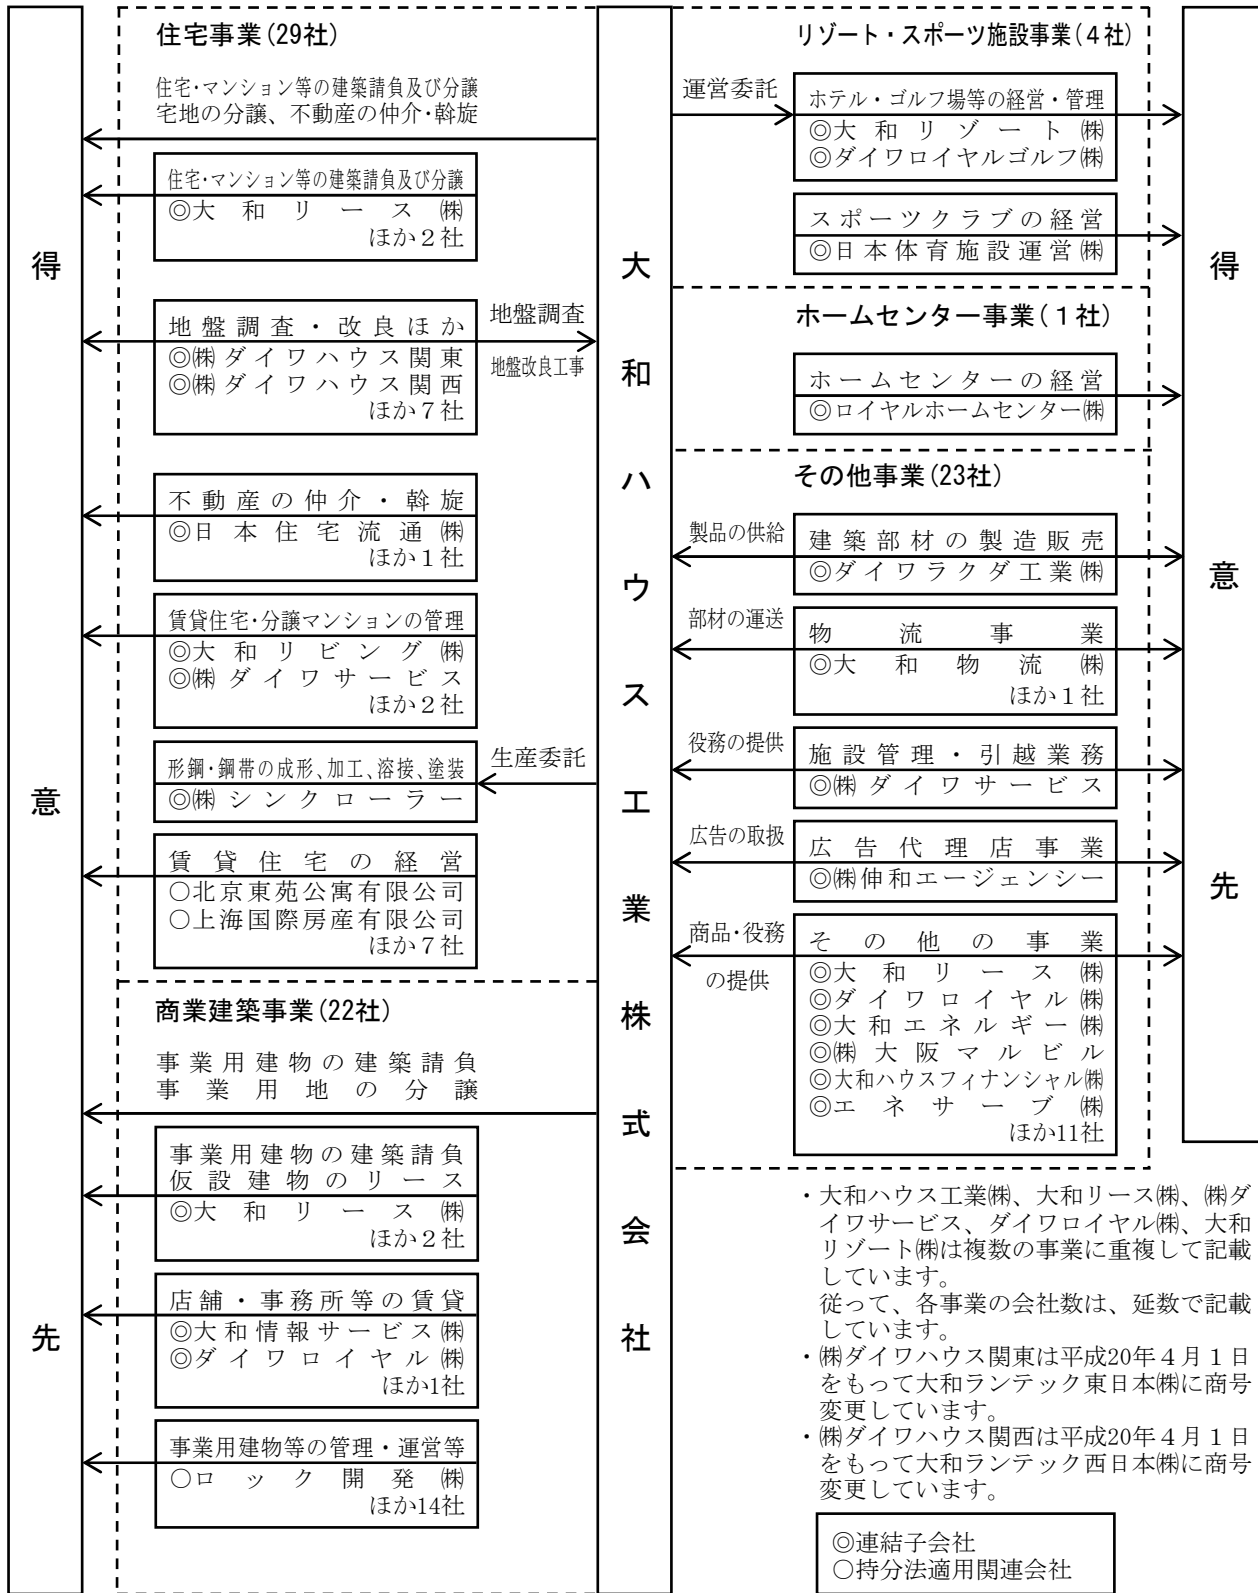 得意先
住宅事業(29社)
住宅・マンション等の建築請負及び分譲
宅地の分譲、不動産の仲介・斡旋
住宅・マンション等の建築請負及び分譲
◎大和リース㈱
ほか2社
地盤調査・改良ほか
◎㈱ダイワハウス関東
◎㈱ダイワハウス関西
ほか7社
地盤調査
地盤改良工事
不動産の仲介・斡旋
◎日本住宅流通㈱
ほか1社
賃貸住宅・分譲マンションの管理
◎大和リビング㈱
◎㈱ダイワサービス
ほか2社
形鋼・鋼帯の成形、加工、溶接、塗装
◎㈱シンクローラー
生産委託
賃貸住宅の経営
○北京東苑公寓有限公司
○上海国際房産有限公司
ほか7社
商業建築事業(22社)
事業用建物の建築請負
事業用地の分譲
事業用建物の建築請負
仮設建物のリース
◎大和リース㈱
ほか2社
店舗・事務所等の賃貸
◎大和情報サービス㈱
◎ダイワロイヤル㈱
ほか1社
事業用建物等の管理・運営等
○ロック開発㈱
ほか14社
大和ハウス工業株式会社
リゾート・スポーツ施設事業(4社)
運営委託
ホテル・ゴルフ場等の経営・管理
◎大和リゾート㈱
◎ダイワロイヤルゴルフ㈱
スポーツクラブの経営
◎日本体育施設運営㈱
ホームセンター事業(1社)
ホームセンターの経営
◎ロイヤルホームセンター㈱
その他事業(23社)
製品の供給
建築部材の製造販売
◎ダイワラクダ工業㈱
部材の運送
物流事業
◎大和物流㈱
ほか1社
役務の提供
施設管理・引越業務
◎㈱ダイワサービス
広告の取扱
広告代理店事業
◎㈱伸和エージェンシー
商品・役務
の提供
その他の事業
◎大和リース㈱
◎ダイワロイヤル㈱
◎大和エネルギー㈱
◎㈱大阪マルビル
◎大和ハウスフィナンシャル㈱
◎エネサーブ㈱
ほか11社
得意先
・大和ハウス工業㈱、大和リース㈱、㈱ダ
イワサービス、ダイワロイヤル㈱、大和
リゾート㈱は複数の事業に重複して記載
しています。
従って、各事業の会社数は、延数で記載
しています。
・㈱ダイワハウス関東は平成20年4月1日
をもって大和ランテック東日本㈱に商号
変更しています。
・㈱ダイワハウス関西は平成20年4月1日
をもって大和ランテック西日本㈱に商号
変更しています。
◎連結子会社
○持分法適用関連会社